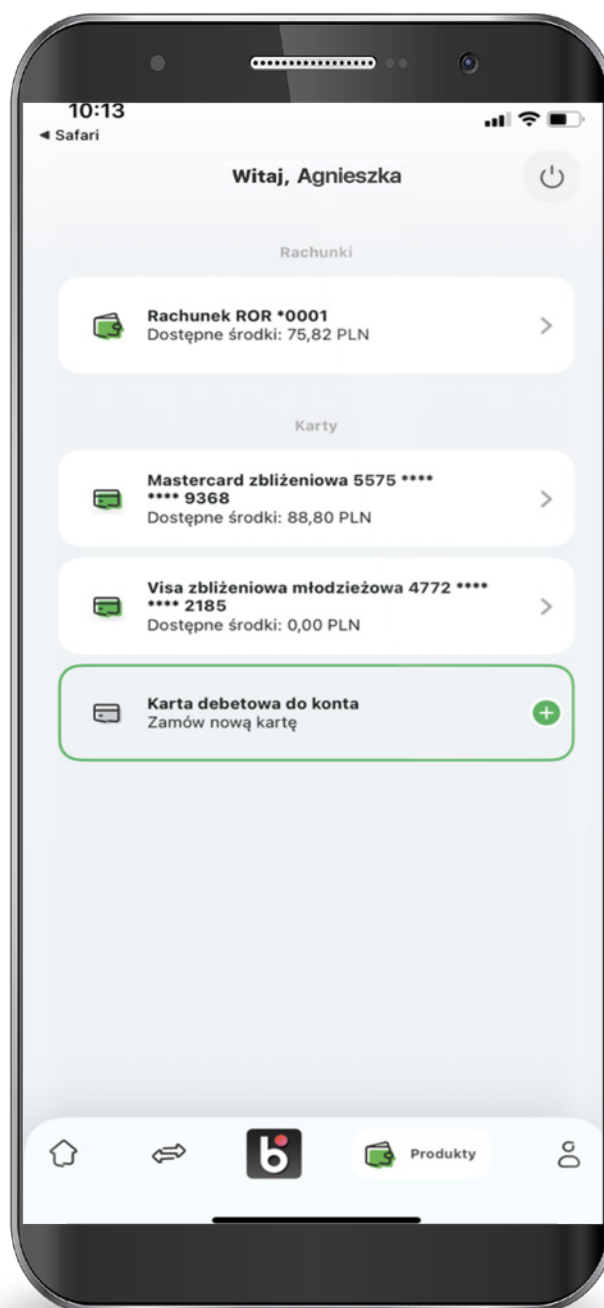 10:13
◀ Safari
Witaj, Agnieszka
Rachunki
Rachunek ROR *0001
Dostępne środki: 75,82 PLN
Karty
Mastercard zbliżeniowa 5575 ****
**** 9368
Dostępne środki: 88,80 PLN
Visa zbliżeniowa młodzieżowa 4772 ****
**** 2185
Dostępne środki: 0,00 PLN
Karta debetowa do konta
Zamów nową kartę
b Produkty